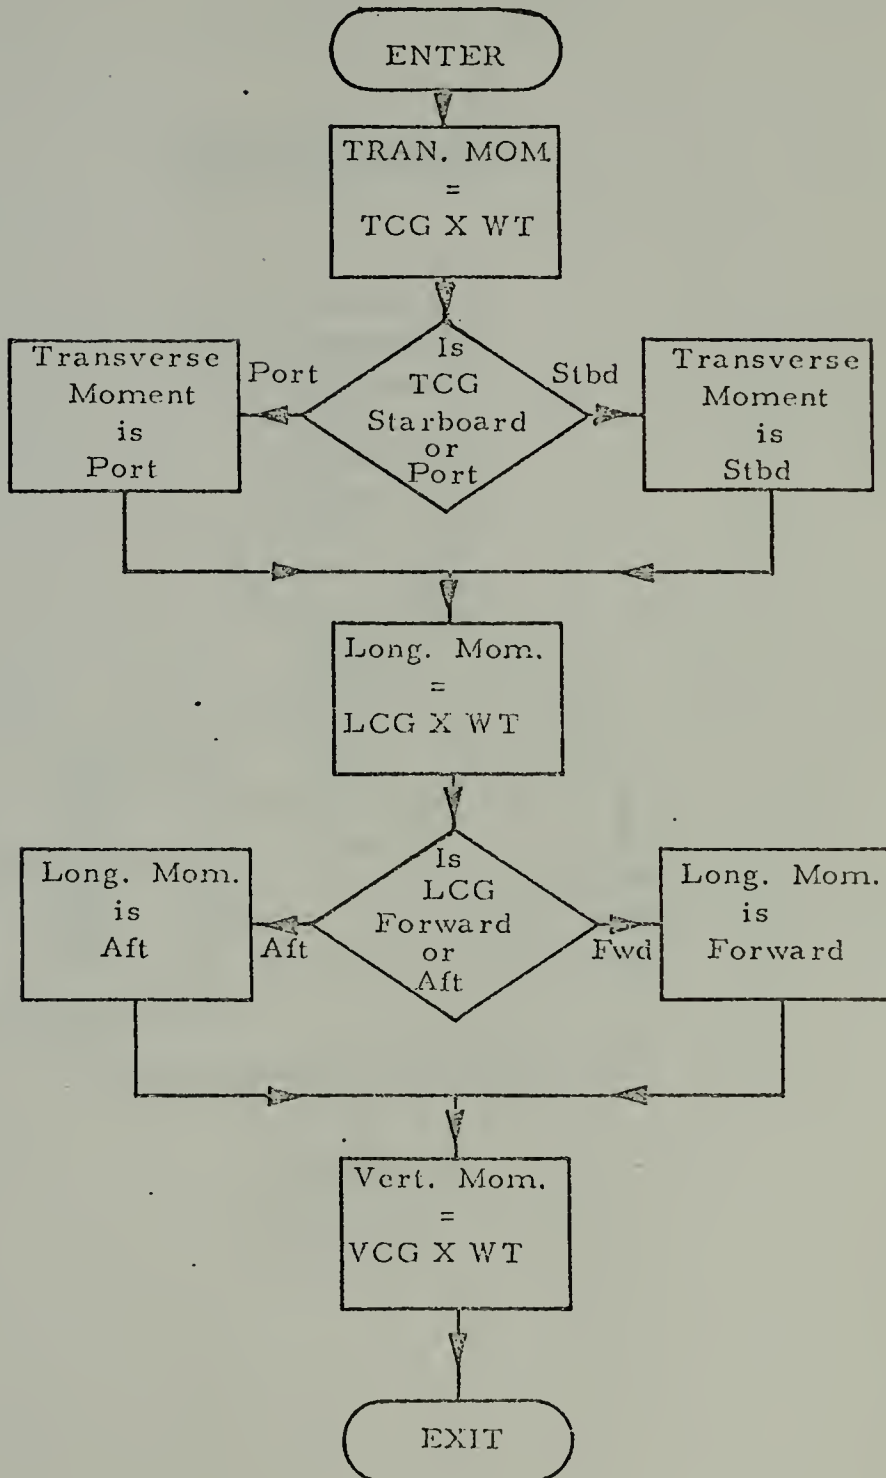 ENTER
TRAN. MOM
=
TCG X WT
Is
TCG
Starboard
or
Port
Port
Stbd
Transverse
Moment
is
Port
Transverse
Moment
is
Stbd
Long. Mom.
=
LCG X WT
Is
LCG
Forward
or
Aft
Aft
Fwd
Long. Mom.
is
Aft
Long. Mom.
is
Forward
Vert. Mom.
=
VCG X WT
EXIT